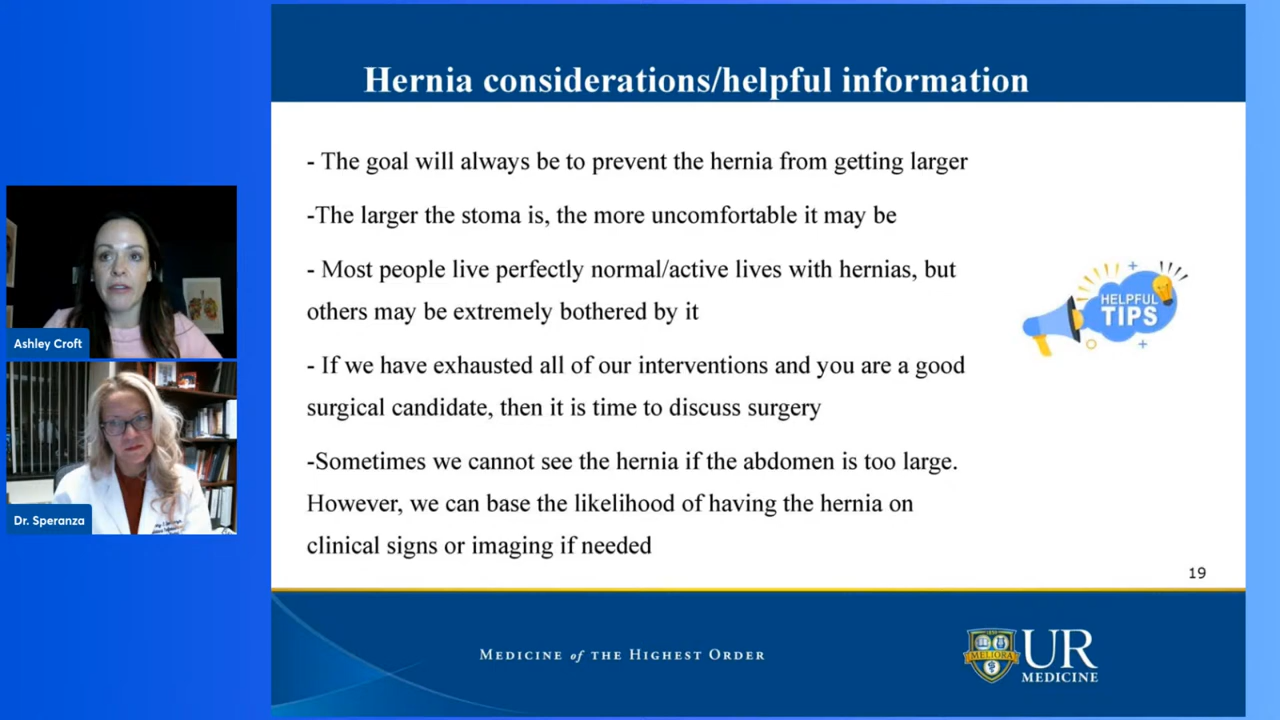 Hernia considerations/helpful information
- The goal will always be to prevent the hernia from getting larger
-The larger the stoma is, the more uncomfortable it may be
- Most people live perfectly normal/active lives with hernias, but
others may be extremely bothered by it
- If we have exhausted all of our interventions and you are a good
surgical candidate, then it is time to discuss surgery
-Sometimes we cannot see the hernia if the abdomen is too large.
However, we can base the likelihood of having the hernia on
clinical signs or imaging if needed
HELPFUL
TIPS
Ashley Croft
Dr. Speranza
19
MEDICINE of THE HIGHEST ORDER
MELIORA
UR
MEDICINE